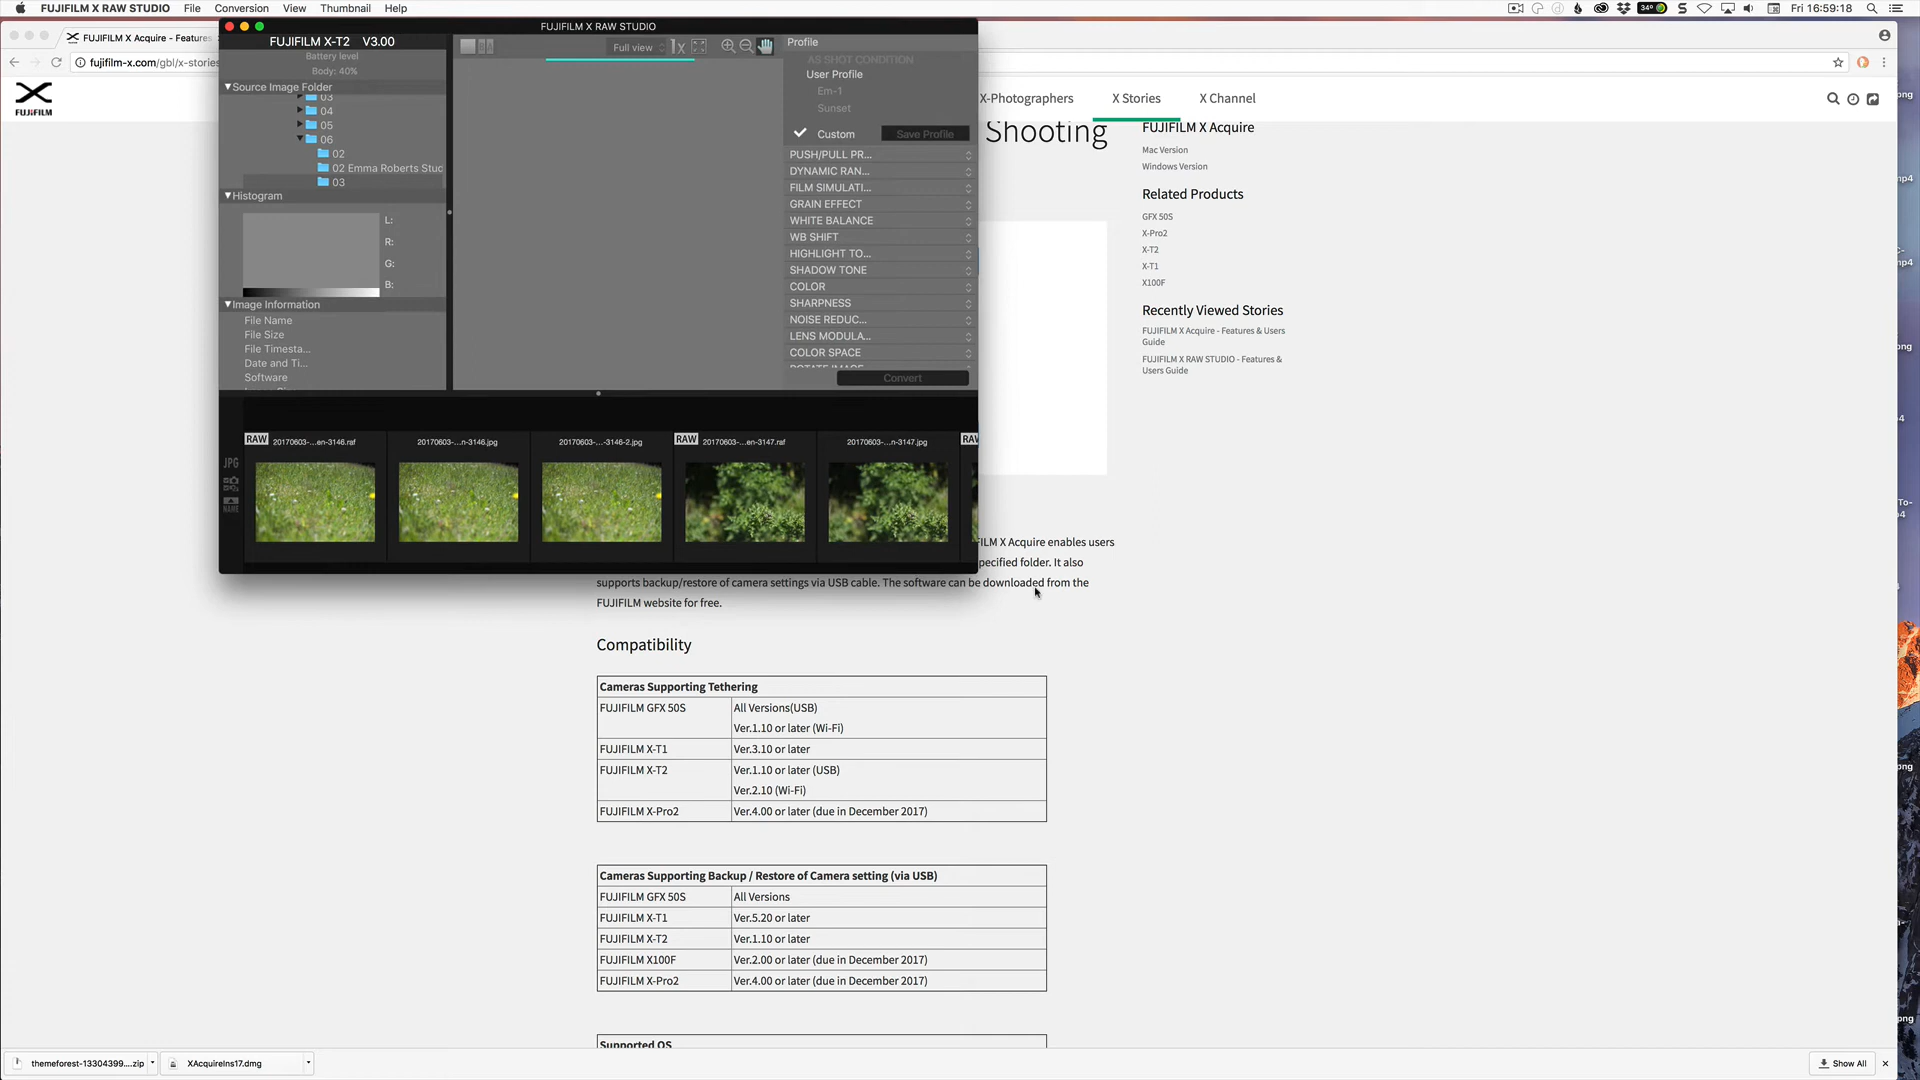 FUJIFILM X RAW STUDIO File Conversion View Thumbnail Help
34° Fri 16:59:18
FUJIFILM X Acquire - Features
fujifilm-x.com/gbl/x-stories
FUJIFILM X RAW STUDIO
FUJIFILM X-T2 V3.00
Battery level
Body: 40%
Source Image Folder
03
04
05
06
02
02 Emma Roberts Stuc
03
Histogram
L:
R:
G:
B:
Image Information
File Name
File Size
File Timesta...
Date and Ti...
Software
Full view
1x
Profile
AS SHOT CONDITION
User Profile
Em-1
Sunset
Custom
Save Profile
PUSH/PULL PR...
DYNAMIC RAN...
FILM SIMULATI...
GRAIN EFFECT
WHITE BALANCE
WB SHIFT
HIGHLIGHT TO...
SHADOW TONE
COLOR
SHARPNESS
NOISE REDUC...
LENS MODULA...
COLOR SPACE
ROTATE IMAGE
Convert
JPG
NAME
RAW 20170603-...en-3146.raf
20170603-...n-3146.jpg
20170603-...-3146-2.jpg
RAW 20170603-...en-3147.raf
20170603-...n-3147.jpg
RAW
FUJIFILM
X-Photographers
X Stories
X Channel
Shooting
FUJIFILM X Acquire
Mac Version
Windows Version
Related Products
GFX 50S
X-Pro2
X-T2
X-T1
X100F
Recently Viewed Stories
FUJIFILM X Acquire - Features & Users
Guide
FUJIFILM X RAW STUDIO - Features &
Users Guide
FILM X Acquire enables users
pecified folder. It also
supports backup/restore of camera settings via USB cable. The software can be downloaded from the
FUJIFILM website for free.
Compatibility
Cameras Supporting Tethering
FUJIFILM GFX 50S All Versions(USB)
Ver.1.10 or later (Wi-Fi)
FUJIFILM X-T1 Ver.3.10 or later
FUJIFILM X-T2 Ver.1.10 or later (USB)
Ver.2.10 (Wi-Fi)
FUJIFILM X-Pro2 Ver.4.00 or later (due in December 2017)
Cameras Supporting Backup / Restore of Camera setting (via USB)
FUJIFILM GFX 50S All Versions
FUJIFILM X-T1 Ver.5.20 or later
FUJIFILM X-T2 Ver.1.10 or later
FUJIFILM X100F Ver.2.00 or later (due in December 2017)
FUJIFILM X-Pro2 Ver.4.00 or later (due in December 2017)
Supported OS
themeforest-13304399....zip
XAcquireIns17.dmg
Show All